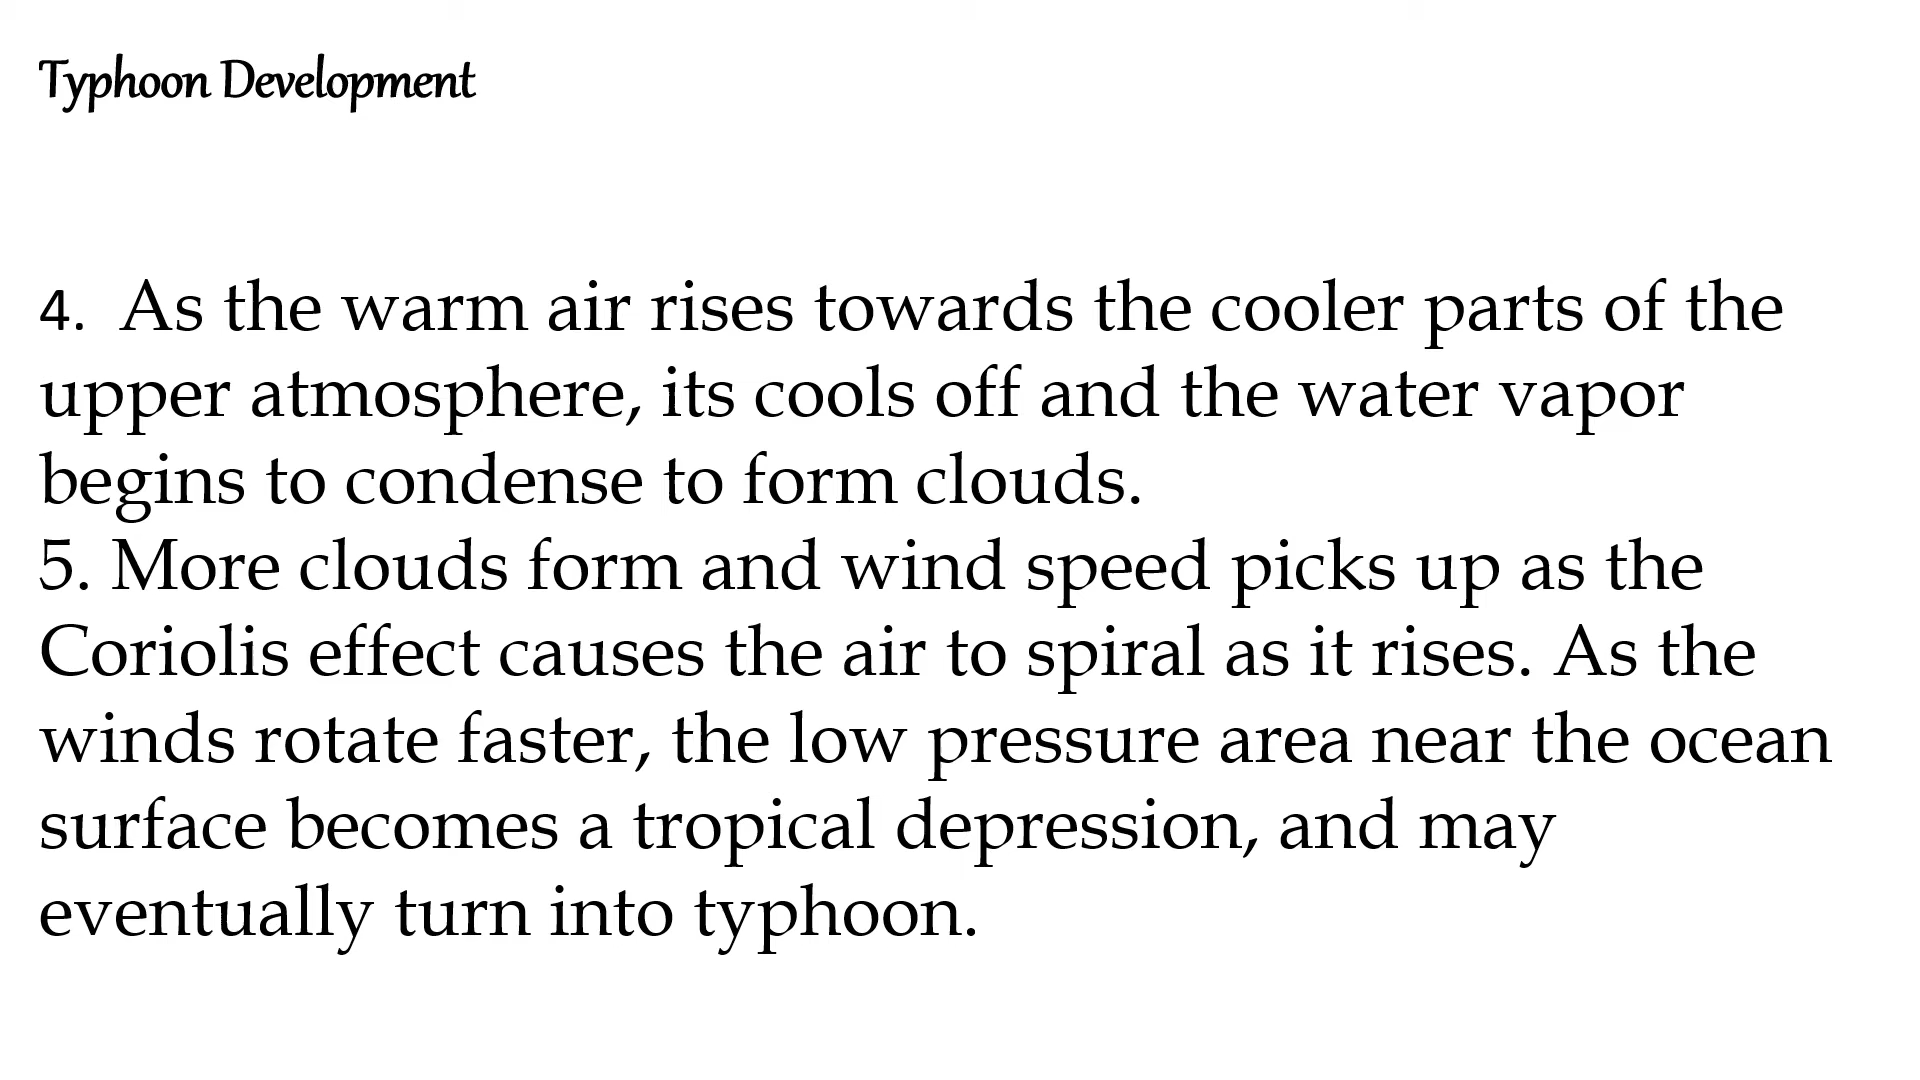 Typhoon Development
4. As the warm air rises towards the cooler parts of the
upper atmosphere, its cools off and the water vapor
begins to condense to form clouds.
5. More clouds form and wind speed picks up as the
Coriolis effect causes the air to spiral as it rises. As the
winds rotate faster, the low pressure area near the ocean
surface becomes a tropical depression, and may
eventually turn into typhoon.